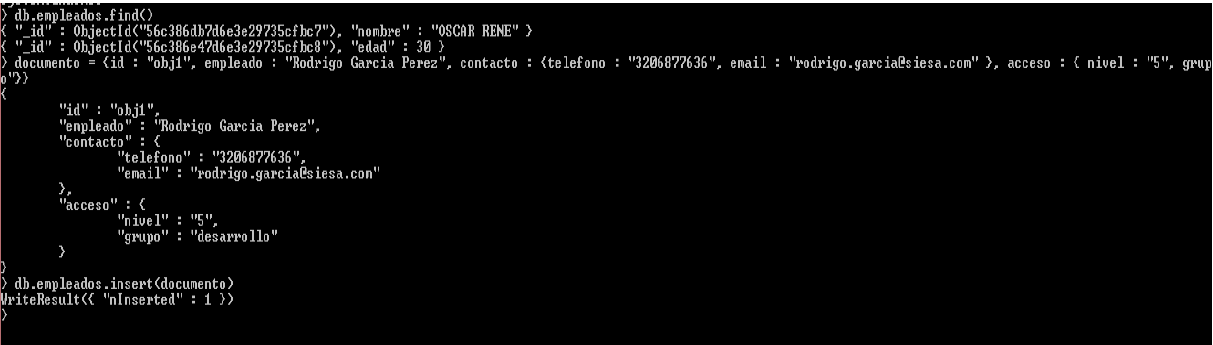 > db.empleados.find()
{ "_id" : ObjectId("56c386db7d6e3e29735cfbc7"), "nombre" : "OSCAR RENE" }
{ "_id" : ObjectId("56c386e47d6e3e29735cfbc8"), "edad" : 30 }
> documento = {id : "obj1", empleado : "Rodrigo Garcia Perez", contacto : {telefono : "3206877636", email : "rodrigo.garcia@siesa.com" }, acceso : { nivel : "5", grup
o"}}
{
"id" : "obj1",
"empleado" : "Rodrigo Garcia Perez",
"contacto" : {
"telefono" : "3206877636",
"email" : "rodrigo.garcia@siesa.com"
},
"acceso" : {
"nivel" : "5",
"grupo" : "desarrollo"
}
}
> db.empleados.insert(documento)
WriteResult({ "nInserted" : 1 })
>